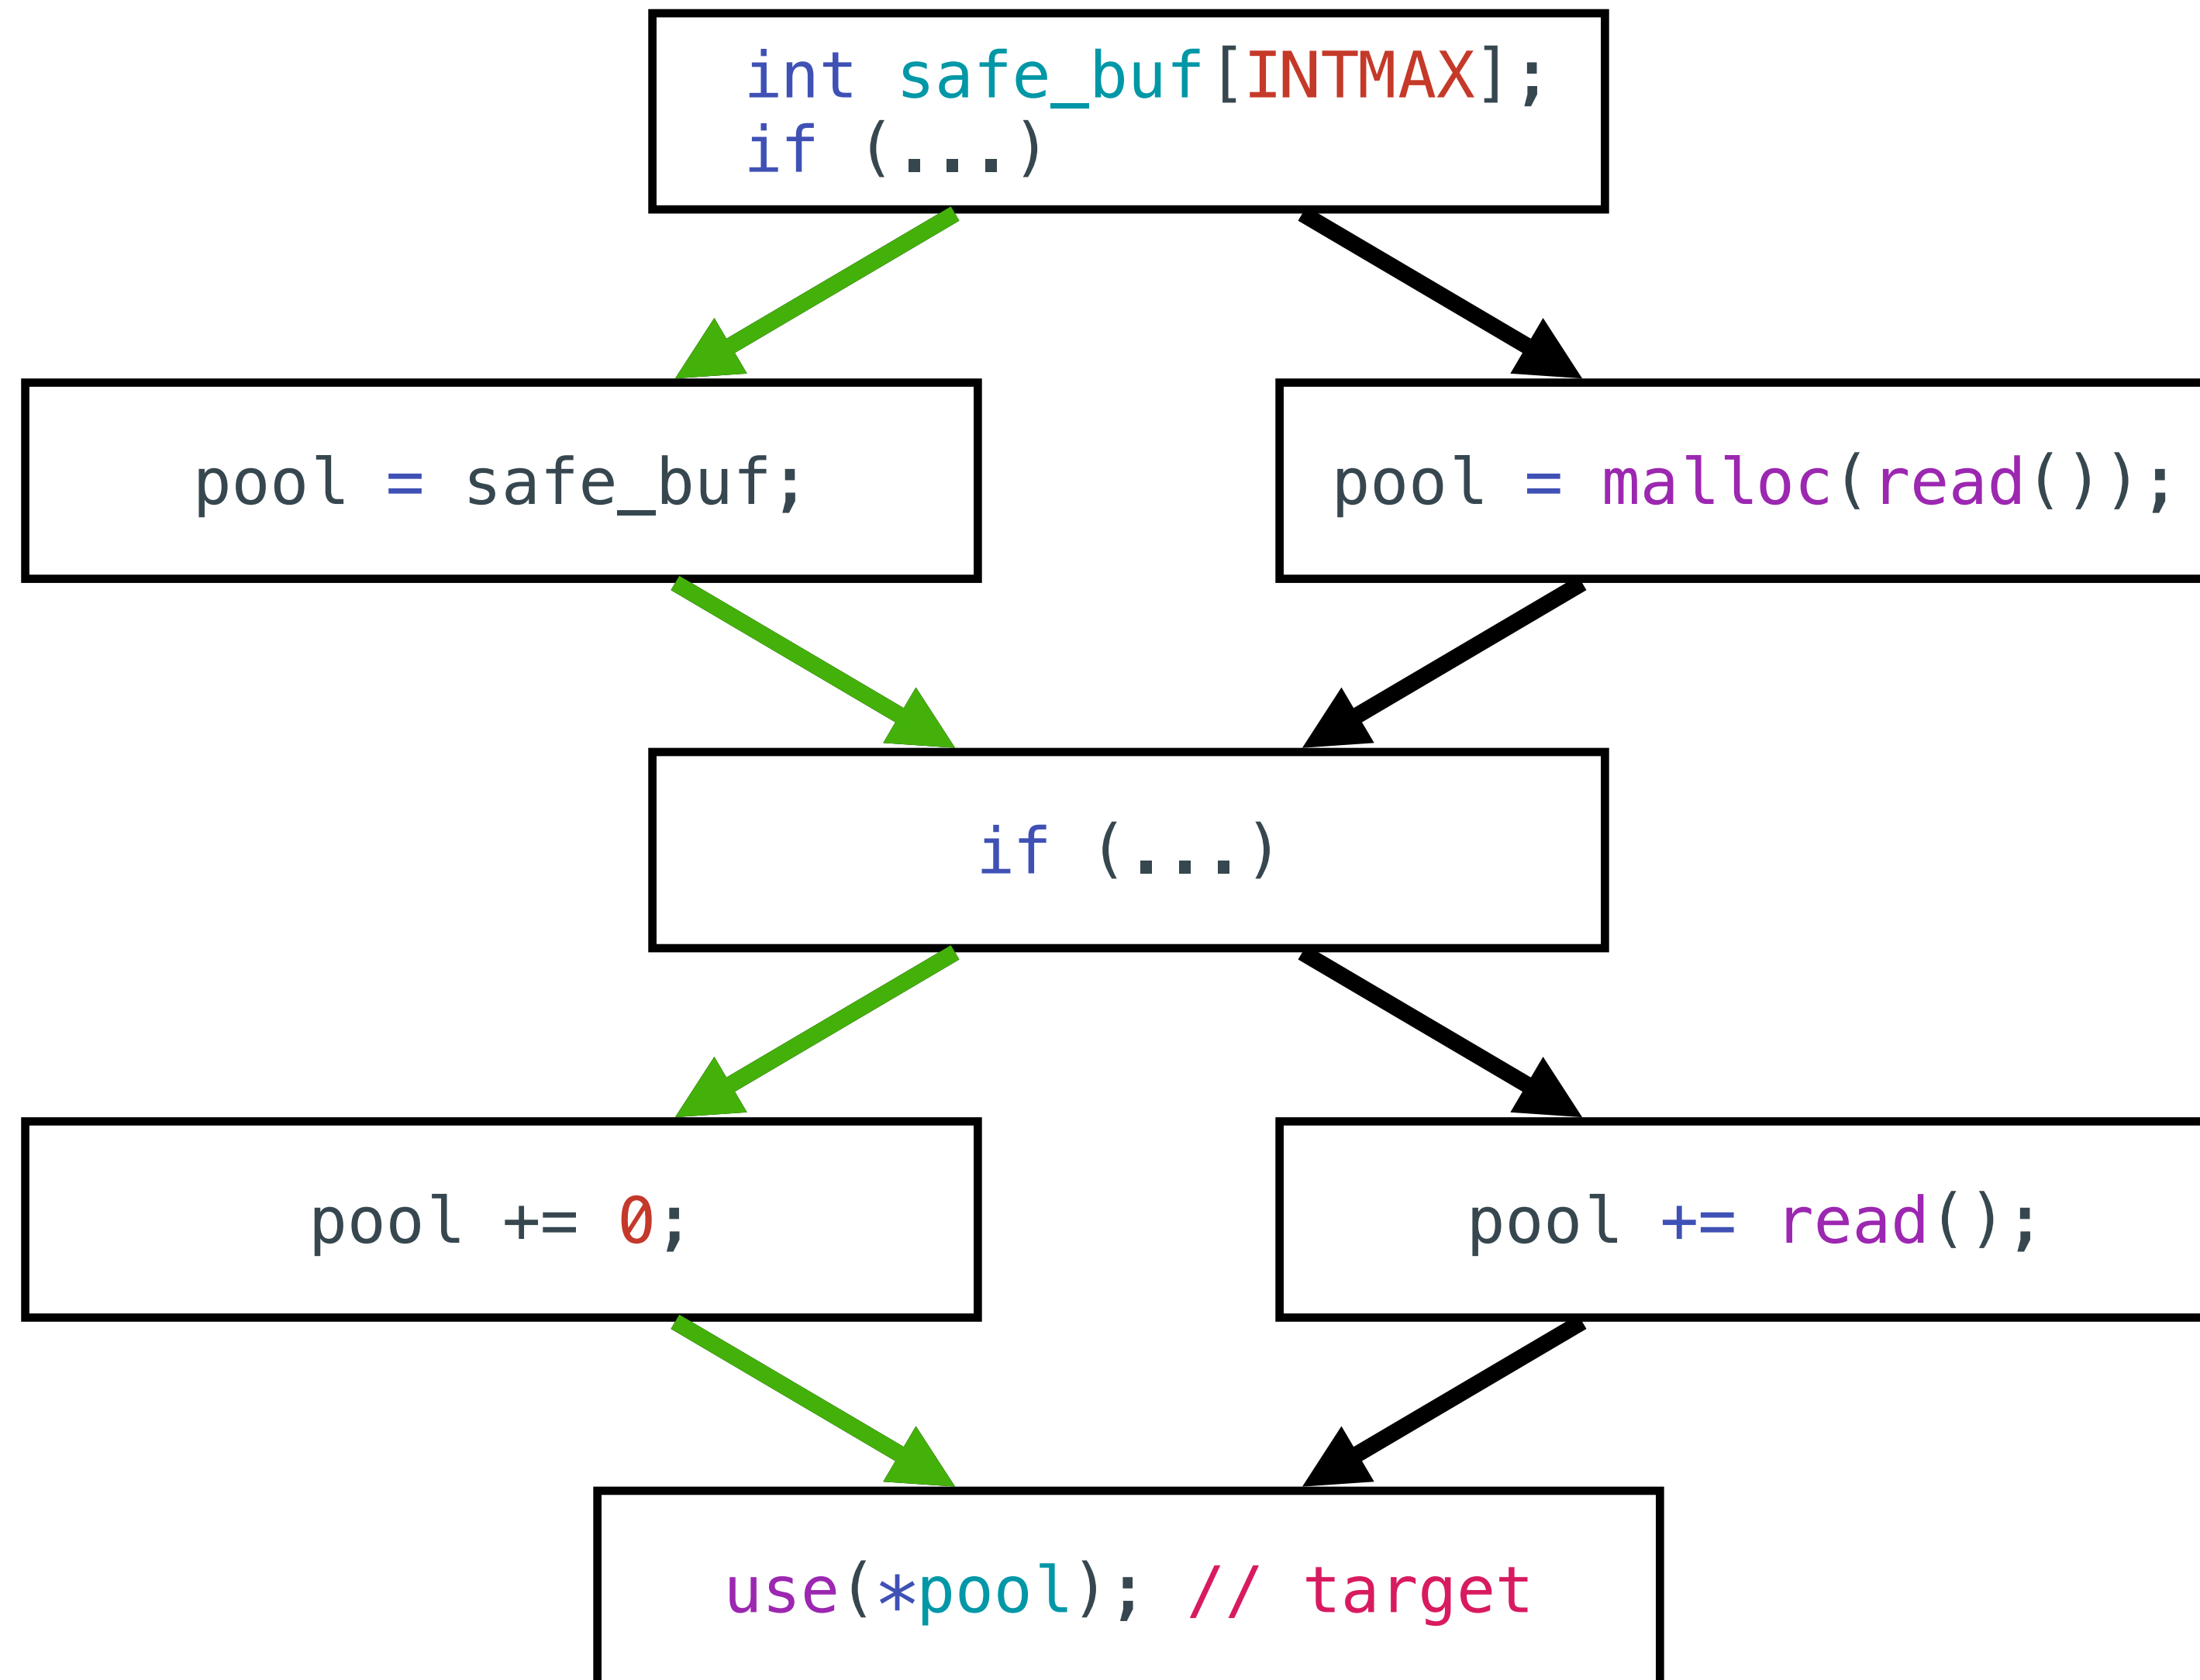 int safe_buf[INTMAX];
if (...)
pool = safe_buf;
pool = malloc(read());
if (...)
pool += 0;
pool += read();
use(*pool); // target